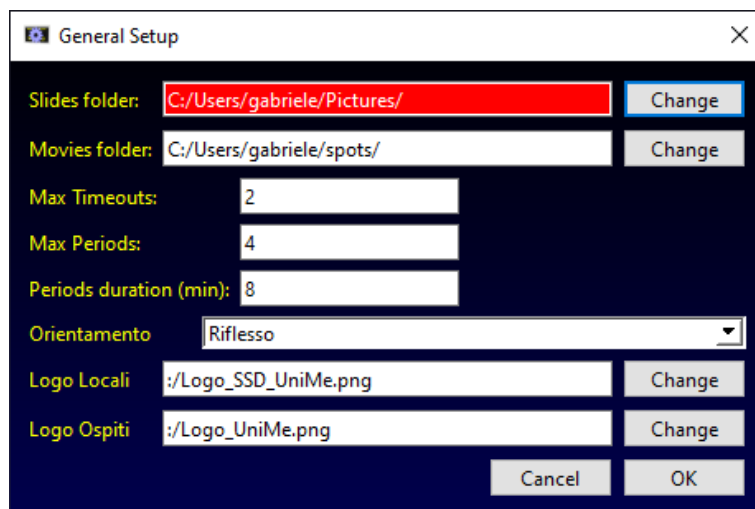 General Setup
Slides folder: C:/Users/gabriele/Pictures/ Change
Movies folder: C:/Users/gabriele/spots/ Change
Max Timeouts: 2
Max Periods: 4
Periods duration (min): 8
Orientamento Riflesso
Logo Locali :/Logo_SSD_UniMe.png Change
Logo Ospiti :/Logo_UniMe.png Change
Cancel OK